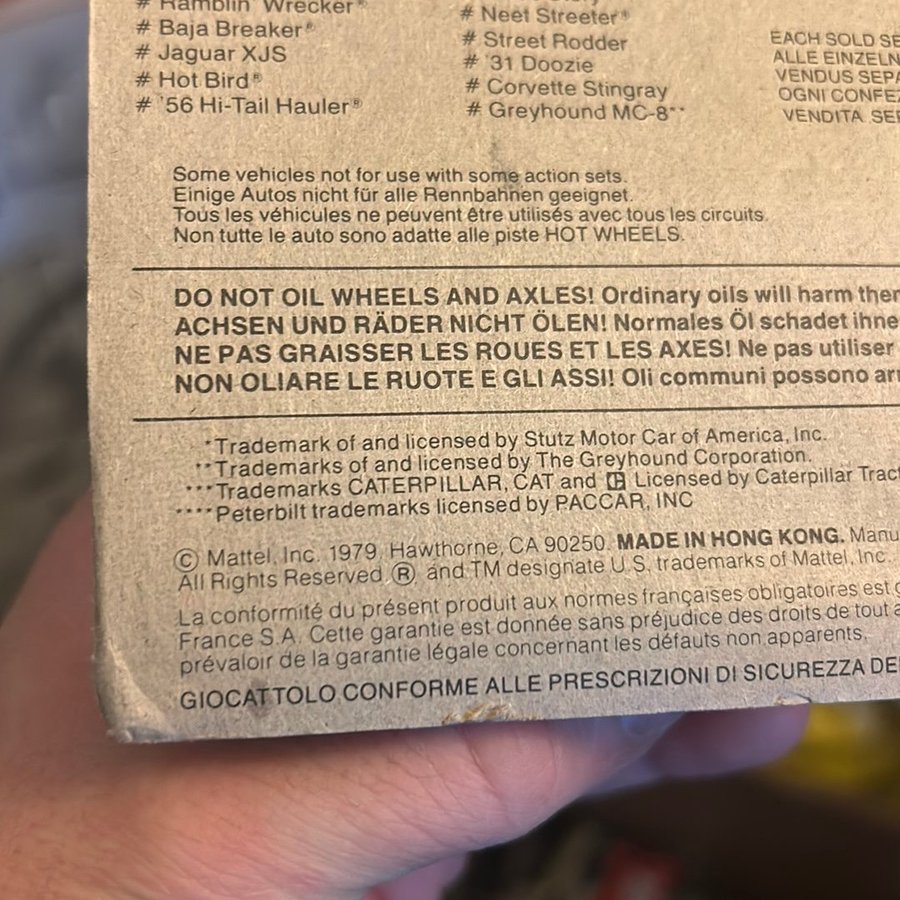 # Ramblin' Wrecker®
# Baja Breaker®
# Jaguar XJS
# Hot Bird®
# '56 Hi-Tail Hauler®
# Neet Streeter®
# Street Rodder
# '31 Doozie
# Corvette Stingray
# Greyhound MC-8**
EACH SOLD SE
ALLE EINZELN
VENDUS SEPA
OGNI CONFEZ
VENDITA SE
Some vehicles not for use with some action sets.
Einige Autos nicht für alle Rennbahnen geeignet.
Tous les véhicules ne peuvent être utilisés avec tous les circuits.
Non tutte le auto sono adatte alle piste HOT WHEELS.
DO NOT OIL WHEELS AND AXLES! Ordinary oils will harm ther
ACHSEN UND RÄDER NICHT ÖLEN! Normales Öl schadet ihne
NE PAS GRAISSER LES ROUES ET LES AXES! Ne pas utiliser
NON OLIARE LE RUOTE E GLI ASSI! Oli communi possono arr
*Trademark of and licensed by Stutz Motor Car of America, Inc.
**Trademarks of and licensed by The Greyhound Corporation.
***Trademarks CATERPILLAR, CAT and Licensed by Caterpillar Tract
****Peterbilt trademarks licensed by PACCAR, INC
© Mattel, Inc. 1979, Hawthorne, CA 90250. MADE IN HONG KONG. Manu
All Rights Reserved. ® and TM designate U.S. trademarks of Mattel, Inc.
La conformité du présent produit aux normes françaises obligatoires est g
France S.A. Cette garantie est donnée sans préjudice des droits de tout a
prévaloir de la garantie légale concernant les défauts non apparents.
GIOCATTOLO CONFORME ALLE PRESCRIZIONI DI SICUREZZA DE